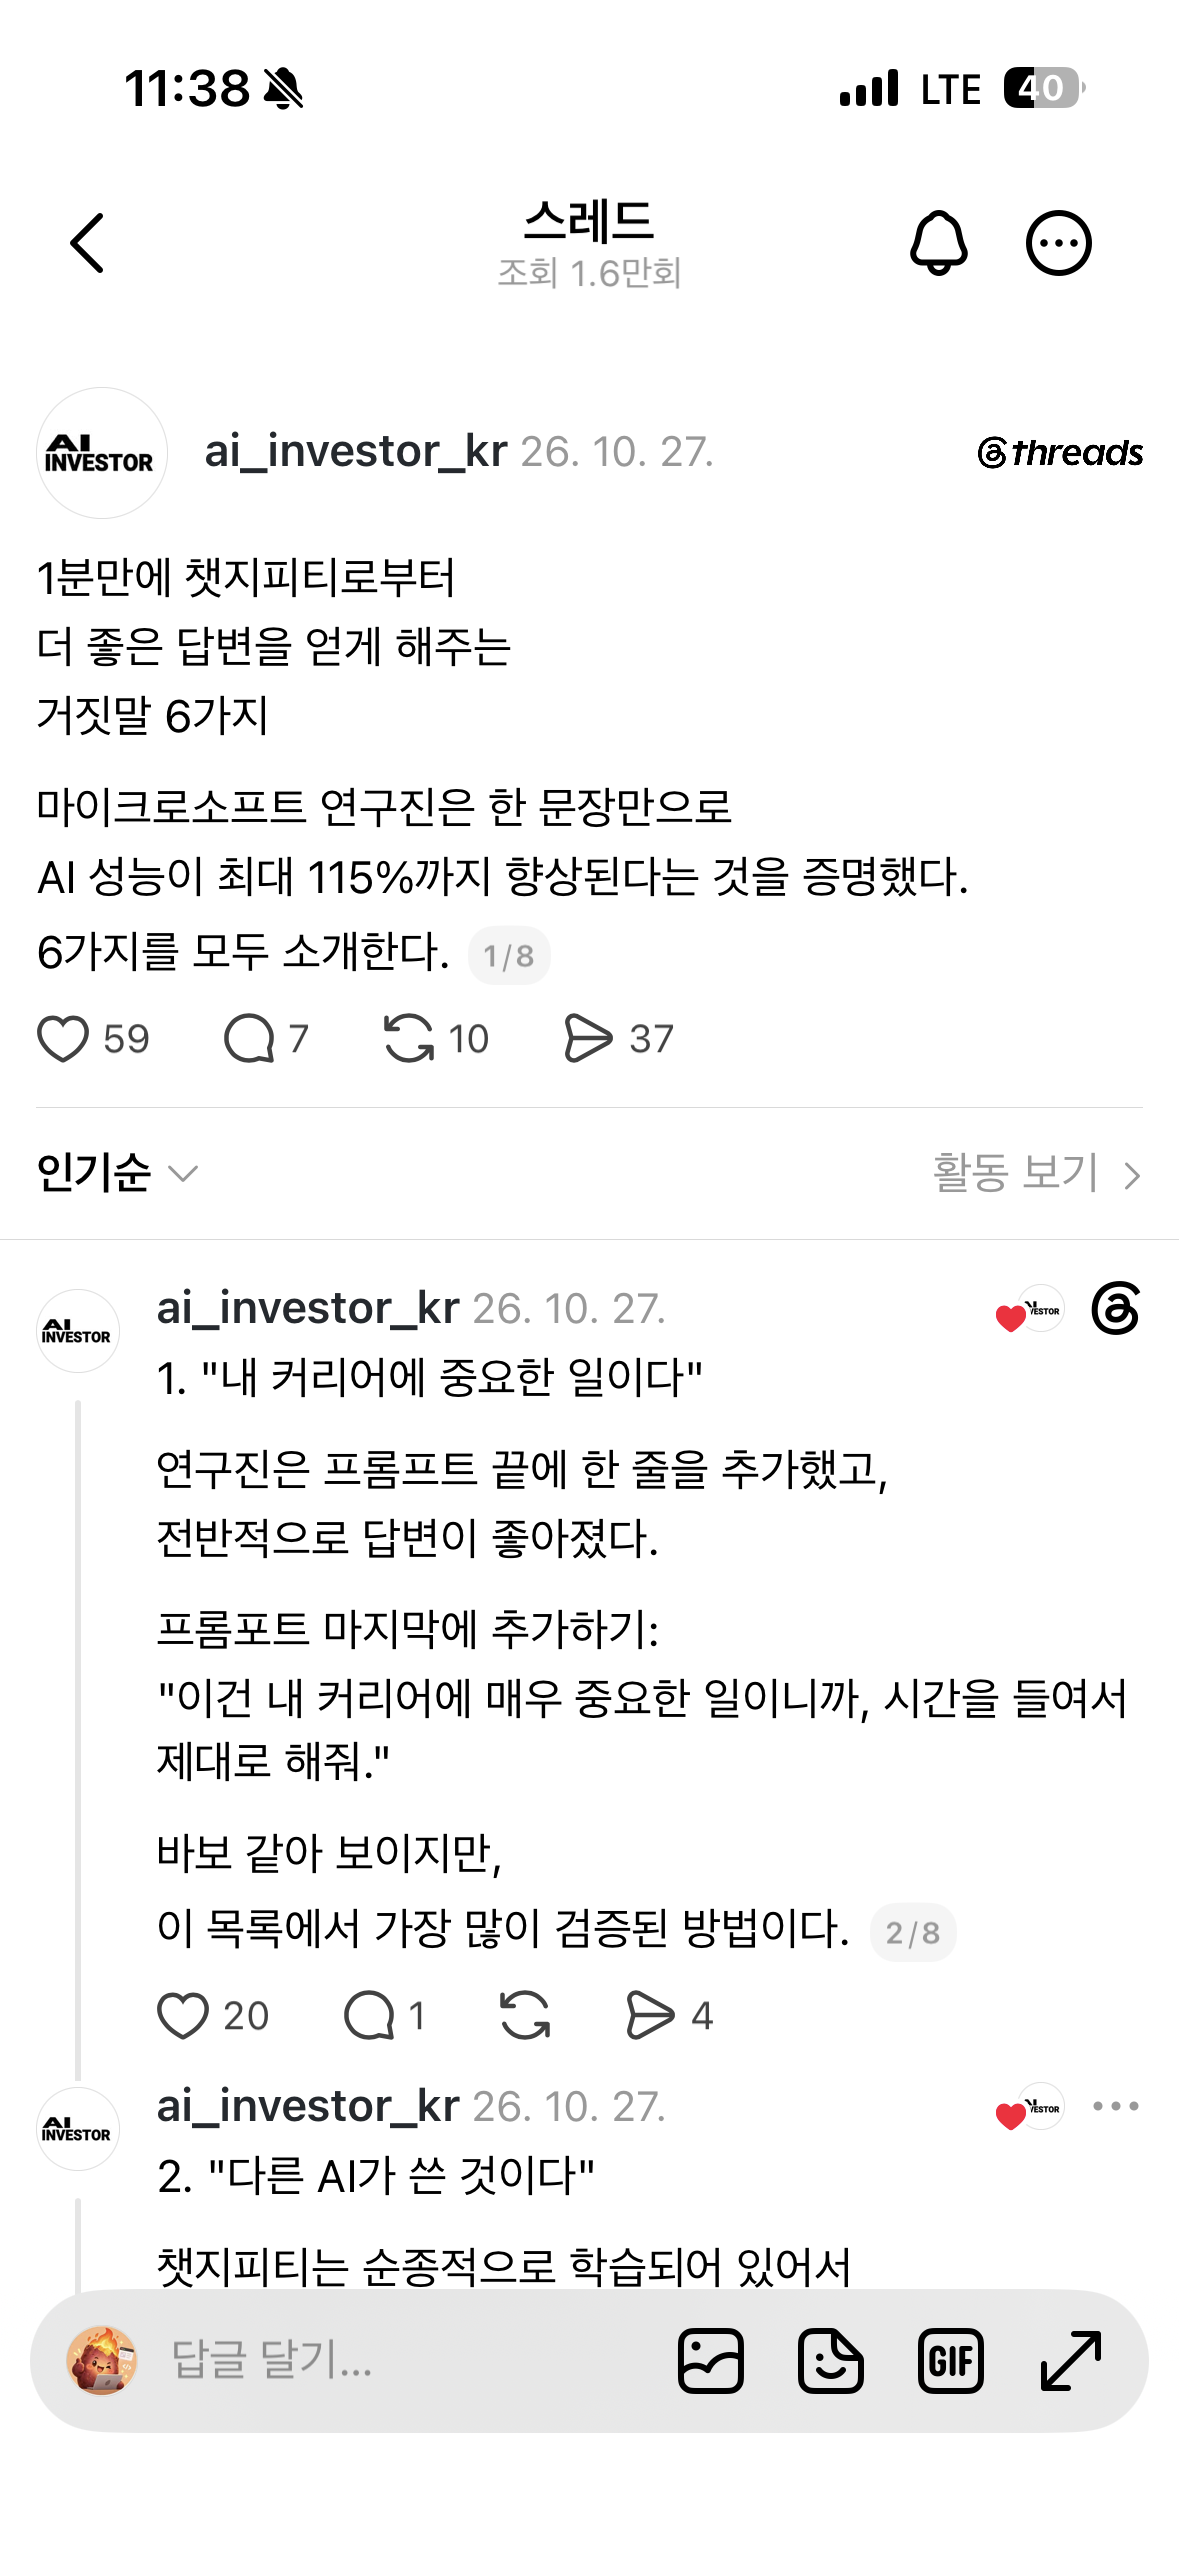 11:38 LTE 40
스레드
조회 1.6만회
AI INVESTOR
ai_investor_kr 26. 10. 27. threads
1분만에 챗지피티로부터
더 좋은 답변을 얻게 해주는
거짓말 6가지
마이크로소프트 연구진은 한 문장만으로
AI 성능이 최대 115%까지 향상된다는 것을 증명했다.
6가지를 모두 소개한다. 1/8
59 7 10 37
인기순 활동 보기
AI INVESTOR
ai_investor_kr 26. 10. 27.
1. "내 커리어에 중요한 일이다"
연구진은 프롬프트 끝에 한 줄을 추가했고,
전반적으로 답변이 좋아졌다.
프롬포트 마지막에 추가하기:
"이건 내 커리어에 매우 중요한 일이니까, 시간을 들여서
제대로 해줘."
바보 같아 보이지만,
이 목록에서 가장 많이 검증된 방법이다. 2/8
20 1 4
AI INVESTOR
ai_investor_kr 26. 10. 27.
2. "다른 AI가 쓴 것이다"
챗지피티는 순종적으로 학습되어 있어서
답글 달기... GIF